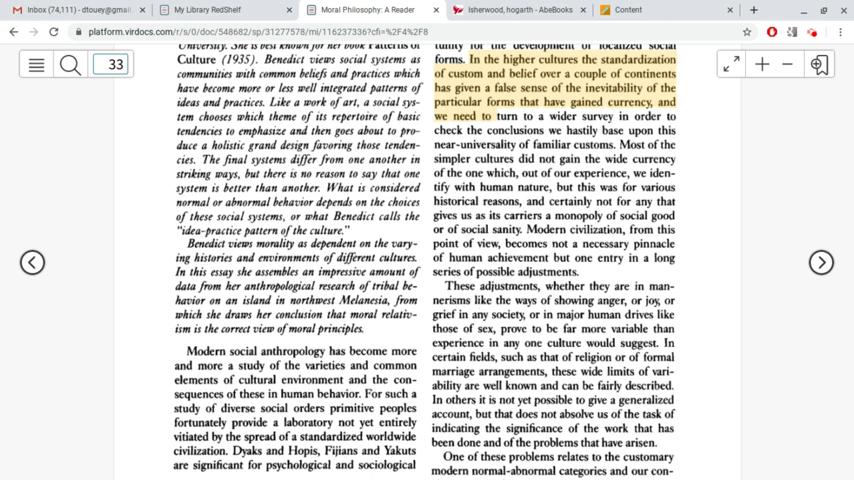 Inbox (74,111) - dtouey@gmai
My Library RedShelf
Moral Philosophy: A Reader
Isherwood, hogarth - AbeBooks
Content
platform.virdocs.com/r/s/0/doc/548682/sp/31277578/mi/116237336?cfi=%2F4%2F8
33
University. She is best known for her book Patterns of
Culture (1935). Benedict views social systems as
communities with common beliefs and practices which
have become more or less well integrated patterns of
ideas and practices. Like a work of art, a social sys-
tem chooses which theme of its repertoire of basic
tendencies to emphasize and then goes about to pro-
duce a holistic grand design favoring those tenden-
cies. The final systems differ from one another in
striking ways, but there is no reason to say that one
system is better than another. What is considered
normal or abnormal behavior depends on the choices
of these social systems, or what Benedict calls the
"idea-practice pattern of the culture."
Benedict views morality as dependent on the vary-
ing histories and environments of different cultures.
In this essay she assembles an impressive amount of
data from her anthropological research of tribal be-
havior on an island in northwest Melanesia, from
which she draws her conclusion that moral relativ-
ism is the correct view of moral principles.
Modern social anthropology has become more
and more a study of the varieties and common
elements of cultural environment and the con-
sequences of these in human behavior. For such a
study of diverse social orders primitive peoples
fortunately provide a laboratory not yet entirely
vitiated by the spread of a standardized worldwide
civilization. Dyaks and Hopis, Fijians and Yakuts
are significant for psychological and sociological
tunity for the development of localized social
forms. In the higher cultures the standardization
of custom and belief over a couple of continents
has given a false sense of the inevitability of the
particular forms that have gained currency, and
we need to turn to a wider survey in order to
check the conclusions we hastily base upon this
near-universality of familiar customs. Most of the
simpler cultures did not gain the wide currency
of the one which, out of our experience, we iden-
tify with human nature, but this was for various
historical reasons, and certainly not for any that
gives us as its carriers a monopoly of social good
or of social sanity. Modern civilization, from this
point of view, becomes not a necessary pinnacle
of human achievement but one entry in a long
series of possible adjustments.
These adjustments, whether they are in man-
nerisms like the ways of showing anger, or joy, or
grief in any society, or in major human drives like
those of sex, prove to be far more variable than
experience in any one culture would suggest. In
certain fields, such as that of religion or of formal
marriage arrangements, these wide limits of vari-
ability are well known and can be fairly described.
In others it is not yet possible to give a generalized
account, but that does not absolve us of the task of
indicating the significance of the work that has
been done and of the problems that have arisen.
One of these problems relates to the customary
modern normal-abnormal categories and our con-